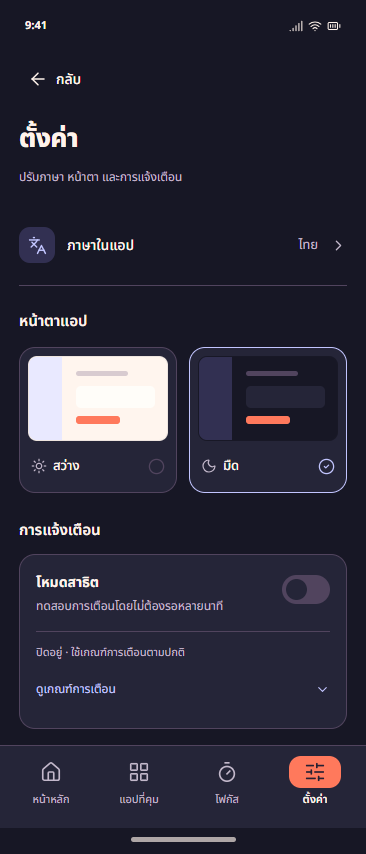 9:41
กลับ
ตั้งค่า
ปรับภาษา หน้าตา และการแจ้งเตือน
ภาษาในแอป
ไทย
หน้าตาแอป
สว่าง
มืด
การแจ้งเตือน
โหมดสาธิต
ทดสอบการเตือนโดยไม่ต้องรอหลายนาที
ปิดอยู่ · ใช้เกณฑ์การเตือนตามปกติ
ดูเกณฑ์การเตือน
หน้าหลัก
แอปที่คุม
โฟกัส
ตั้งค่า